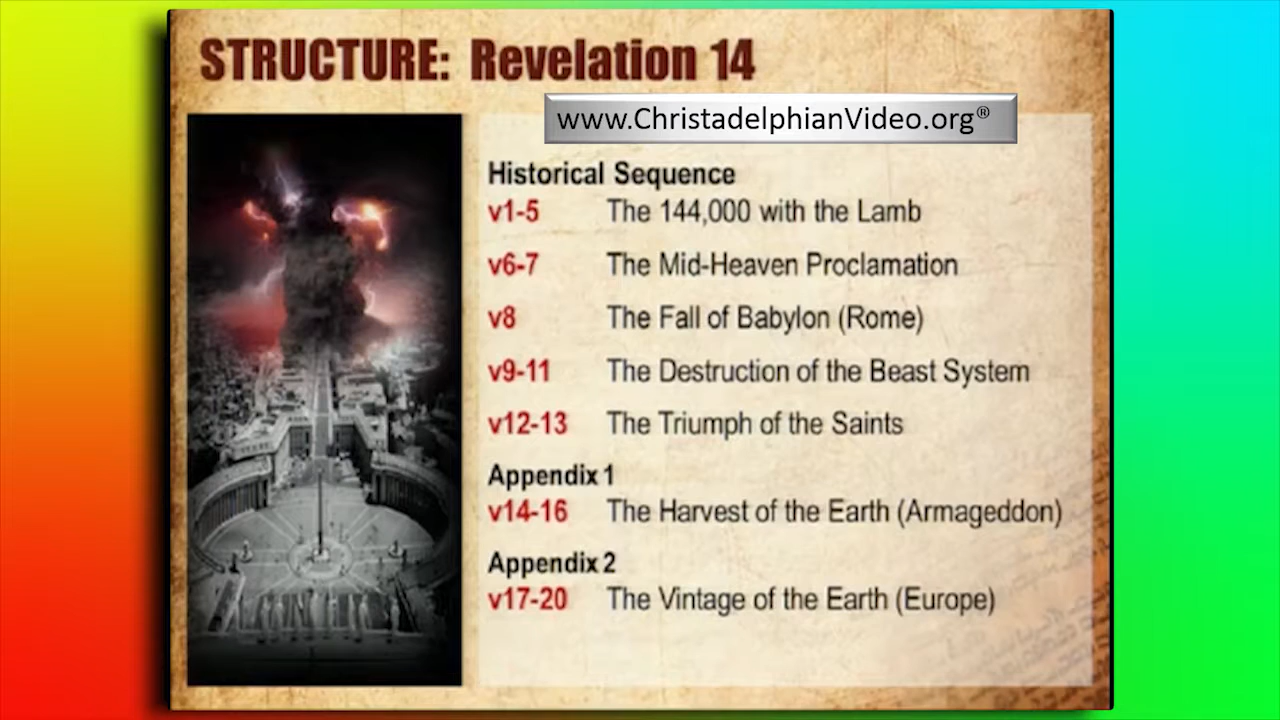 STRUCTURE: Revelation 14
www.ChristadelphianVideo.org®
Historical Sequence
v1-5 The 144,000 with the Lamb
v6-7 The Mid-Heaven Proclamation
v8 The Fall of Babylon (Rome)
v9-11 The Destruction of the Beast System
v12-13 The Triumph of the Saints
Appendix 1
v14-16 The Harvest of the Earth (Armageddon)
Appendix 2
v17-20 The Vintage of the Earth (Europe)